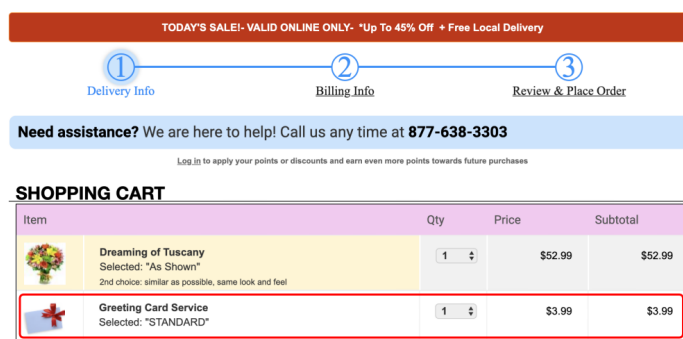 TODAY'S SALE!- VALID ONLINE ONLY- *Up To 45% Off + Free Local Delivery
1 2 3
Delivery Info Billing Info Review & Place Order
Need assistance? We are here to help! Call us any time at 877-638-3303
Log in to apply your points or discounts and earn even more points towards future purchases
SHOPPING CART
Item Qty Price Subtotal
Dreaming of Tuscany
Selected: "As Shown" 1 $52.99 $52.99
2nd choice: similar as possible, same look and feel
Greeting Card Service 1 $3.99 $3.99
Selected: "STANDARD"